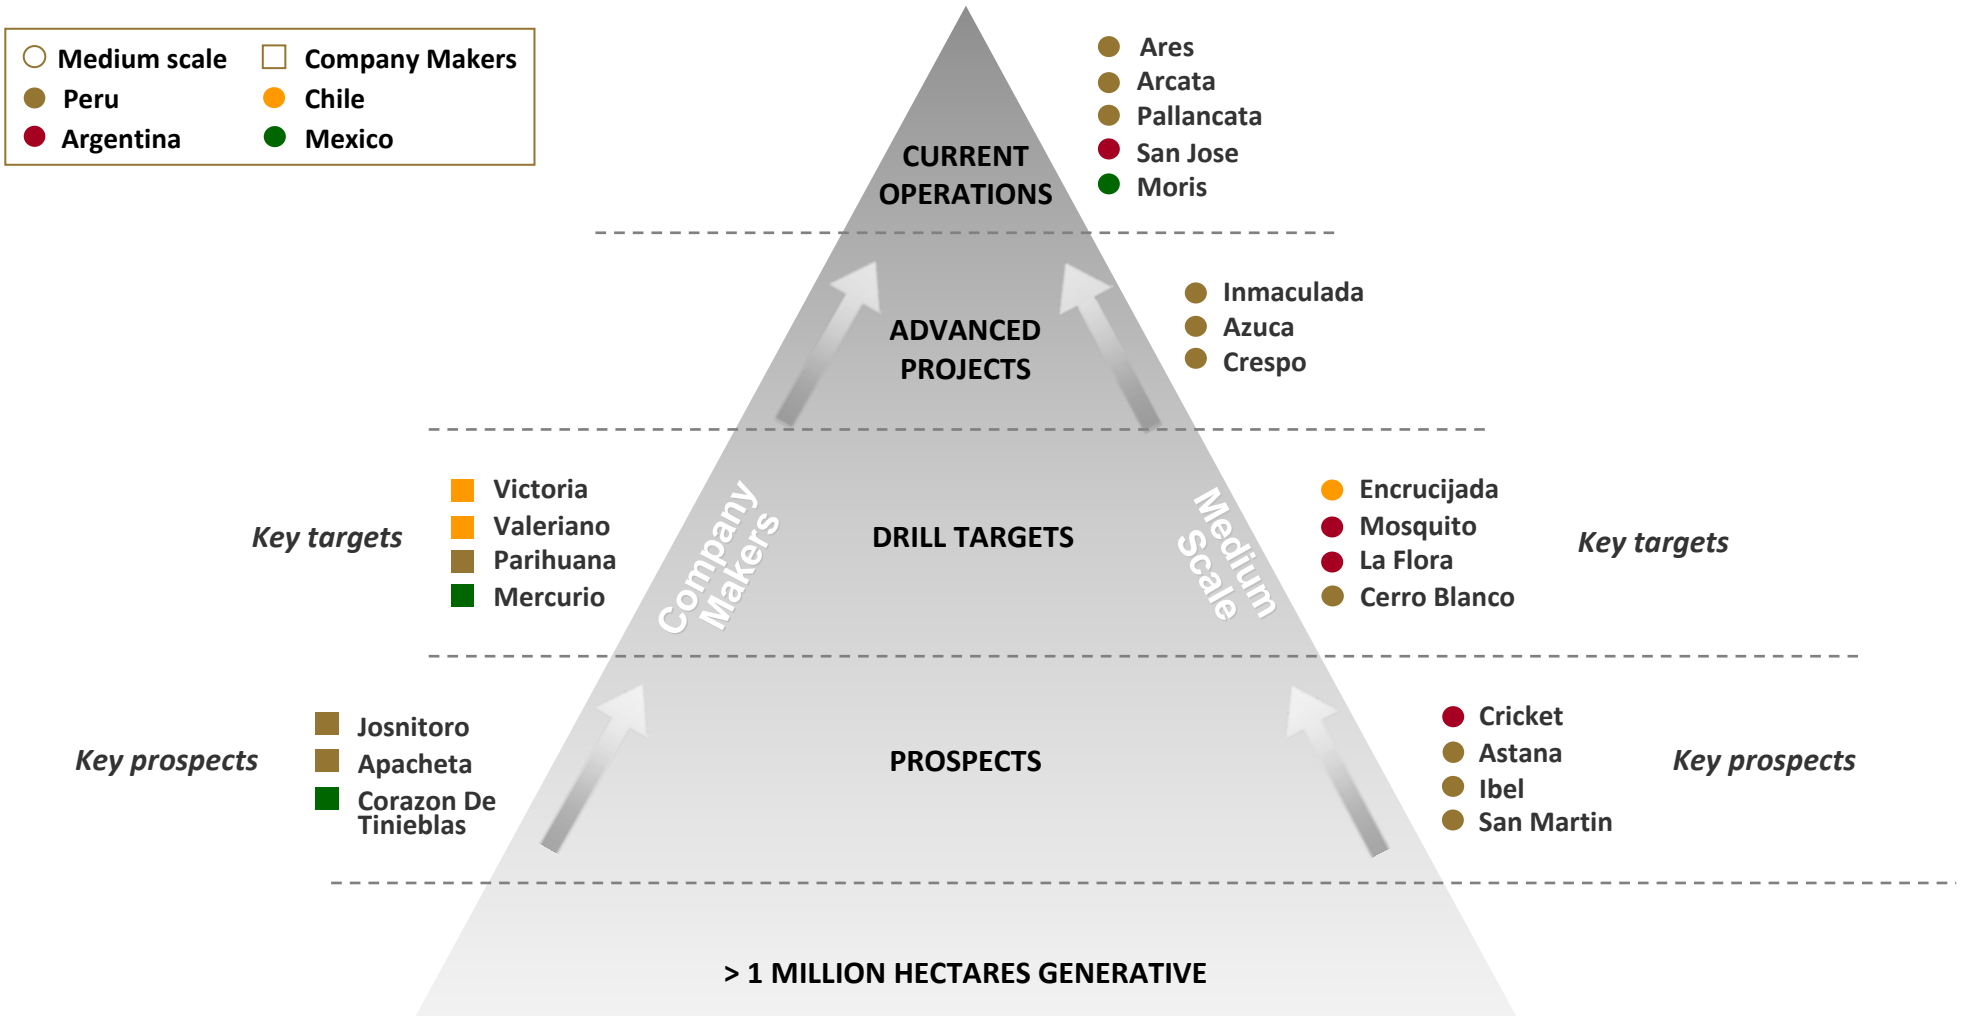 Medium scale
Company Makers
Peru
Chile
Argentina
Mexico
CURRENT
OPERATIONS
Ares
Arcata
Pallancata
San Jose
Moris
ADVANCED
PROJECTS
Inmaculada
Azuca
Crespo
Key targets
Victoria
Valeriano
Parihuana
Mercurio
Company
Makers
DRILL TARGETS
Medium
Scale
Encrucijada
Mosquito
La Flora
Cerro Blanco
Key targets
Key prospects
Josnitoro
Apacheta
Corazon De
Tinieblas
PROSPECTS
Cricket
Astana
Ibel
San Martin
Key prospects
> 1 MILLION HECTARES GENERATIVE